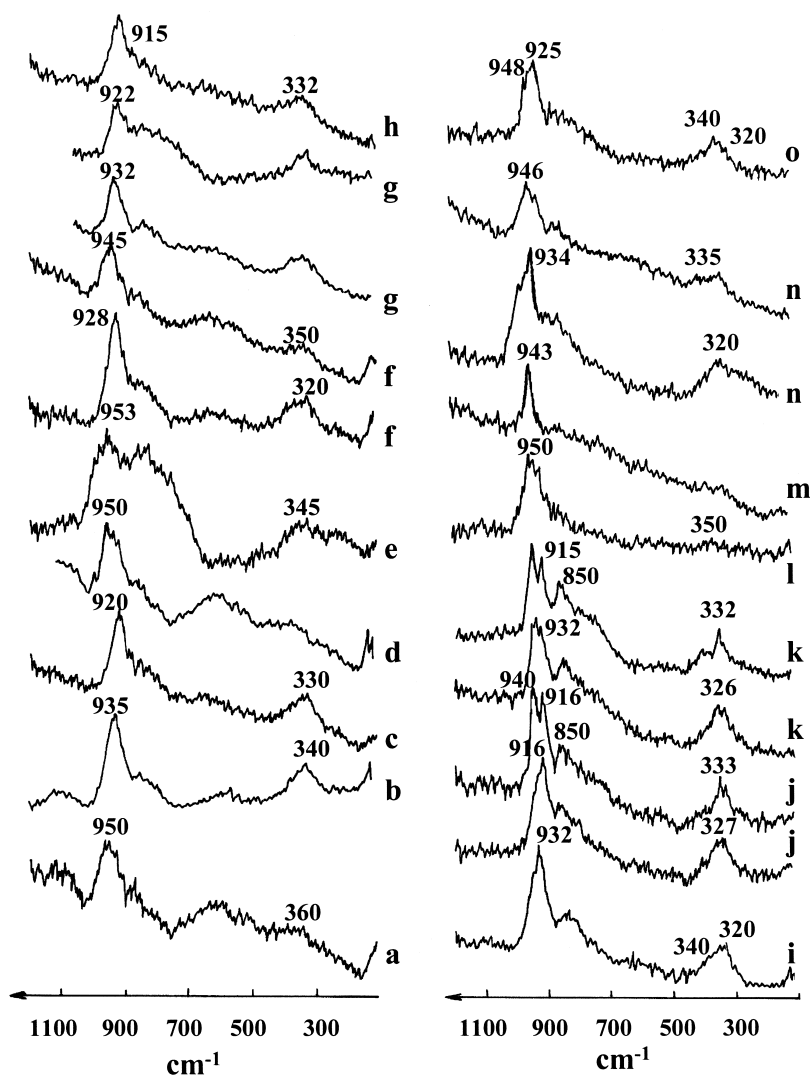 915
332
h
922
g
932
g
945
350
f
928
320
f
953
345
e
950
d
920
330
c
935
340
b
950
360
a
1100 900 700 500 300
cm-1
925
948
340
320
o
946
335
n
934
320
n
943
m
950
350
l
915
850
332
k
932
326
k
940
916
850
333
j
916
327
j
932
320
340
i
1100 900 500 300
cm-1